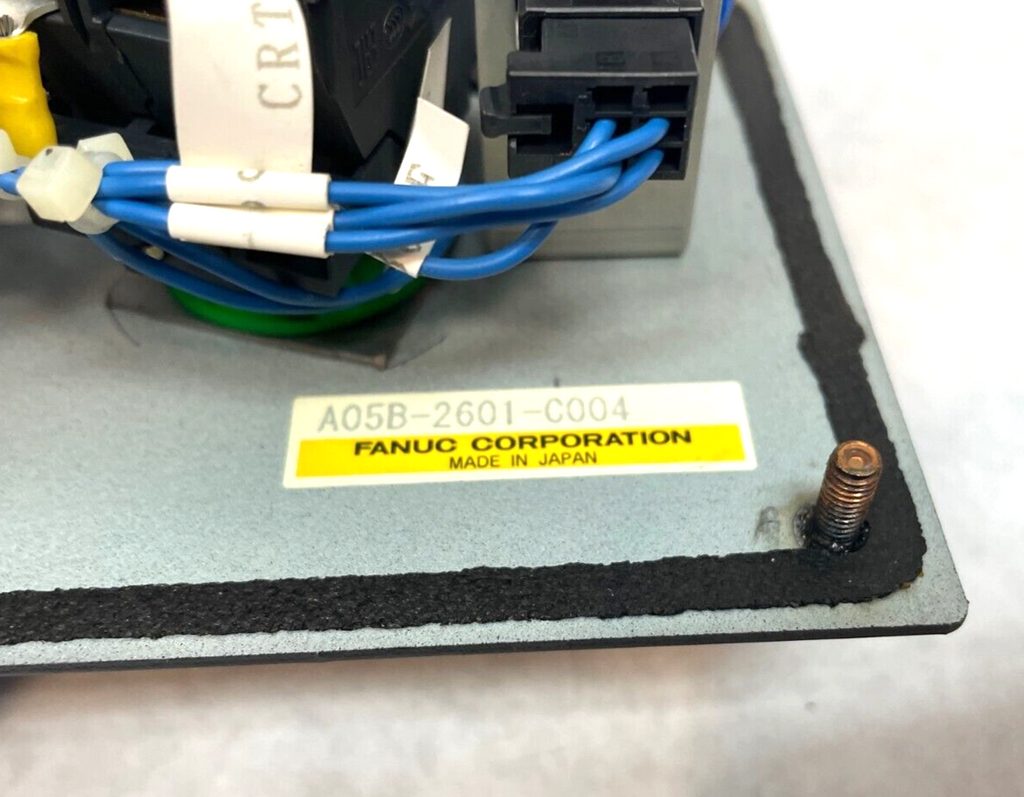 CRT
A05B-2601-C004
FANUC CORPORATION
MADE IN JAPAN